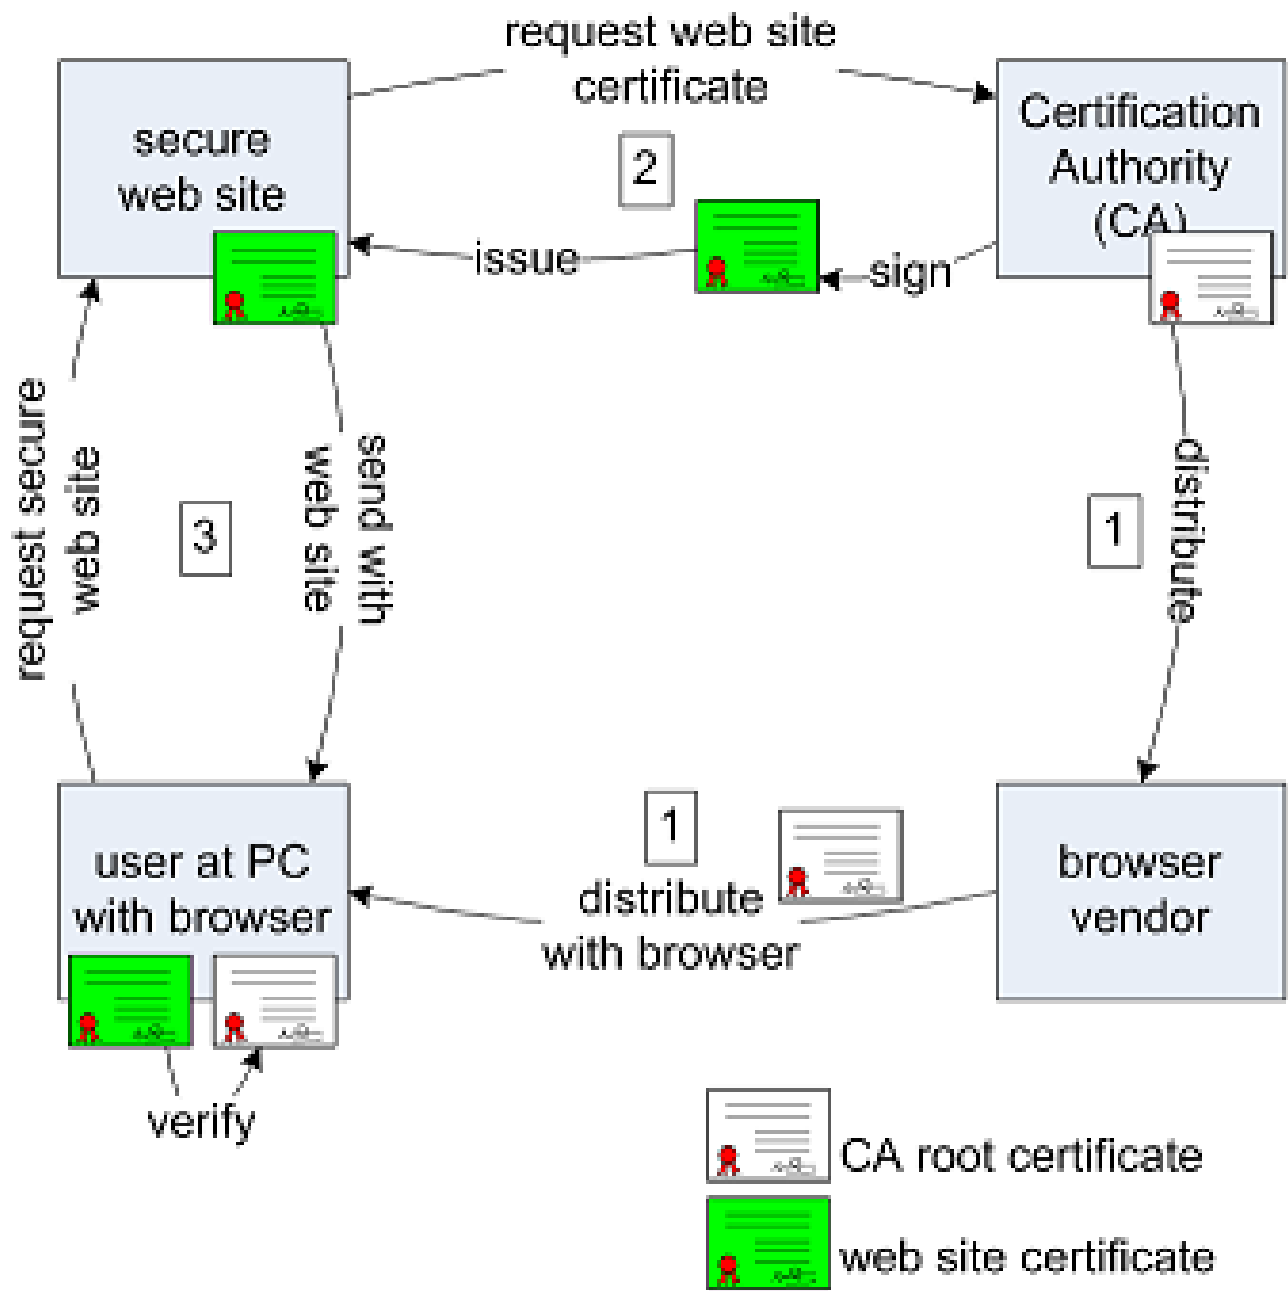 request web site
certificate
secure
web site
Certification
Authority
(CA)
2
issue
sign
request secure
web site
3
send with
web site
1
distribute
user at PC
with browser
1
distribute
with browser
browser
vendor
verify
CA root certificate
web site certificate